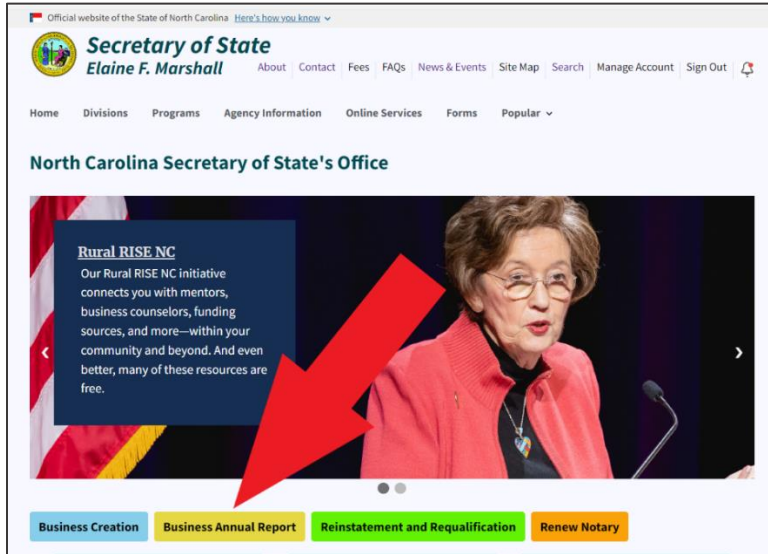 Official website of the State of North Carolina Here's how you know
Secretary of State
Elaine F. Marshall
About Contact Fees FAQs News & Events Site Map Search Manage Account Sign Out
Home Divisions Programs Agency Information Online Services Forms Popular
North Carolina Secretary of State's Office
Rural RISE NC
Our Rural RISE NC initiative
connects you with mentors,
business counselors, funding
sources, and more—within your
community and beyond. And even
better, many of these resources are
free.
Business Creation Business Annual Report Reinstatement and Requalification Renew Notary